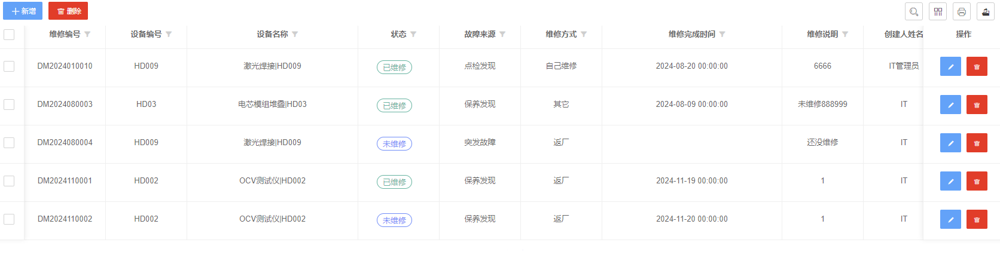 新增 删除
维修编号 设备编号 设备名称 状态 故障来源 维修方式 维修完成时间 维修说明 创建人姓名 操作
DM2024010010 HD009 激光焊接|HD009 已维修 点检发现 自己维修 2024-08-20 00:00:00 6666 IT管理员
DM2024080003 HD03 电芯模组堆叠|HD03 已维修 保养发现 其它 2024-08-09 00:00:00 未维修888999 IT
DM2024080004 HD009 激光焊接|HD009 未维修 突发故障 返厂 还没维修 IT
DM2024110001 HD002 OCV测试仪|HD002 已维修 保养发现 返厂 2024-11-19 00:00:00 1 IT
DM2024110002 HD002 OCV测试仪|HD002 未维修 保养发现 返厂 2024-11-20 00:00:00 1 IT